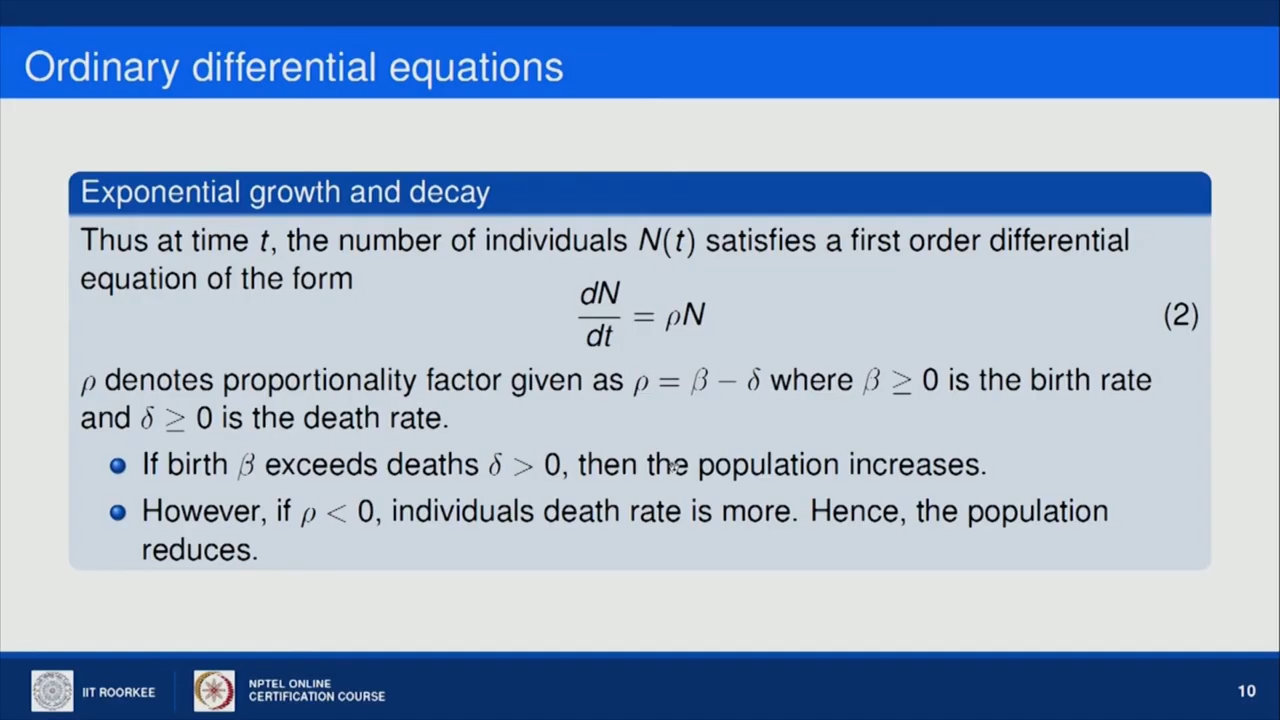 Ordinary differential equations
Exponential growth and decay
Thus at time t, the number of individuals N(t) satisfies a first order differential
equation of the form
dN/dt = ρN (2)
ρ denotes proportionality factor given as ρ = β − δ where β ≥ 0 is the birth rate
and δ ≥ 0 is the death rate.
If birth β exceeds deaths δ > 0, then the population increases.
However, if ρ < 0, individuals death rate is more. Hence, the population
reduces.
IIT ROORKEE
NPTEL ONLINE
CERTIFICATION COURSE
10